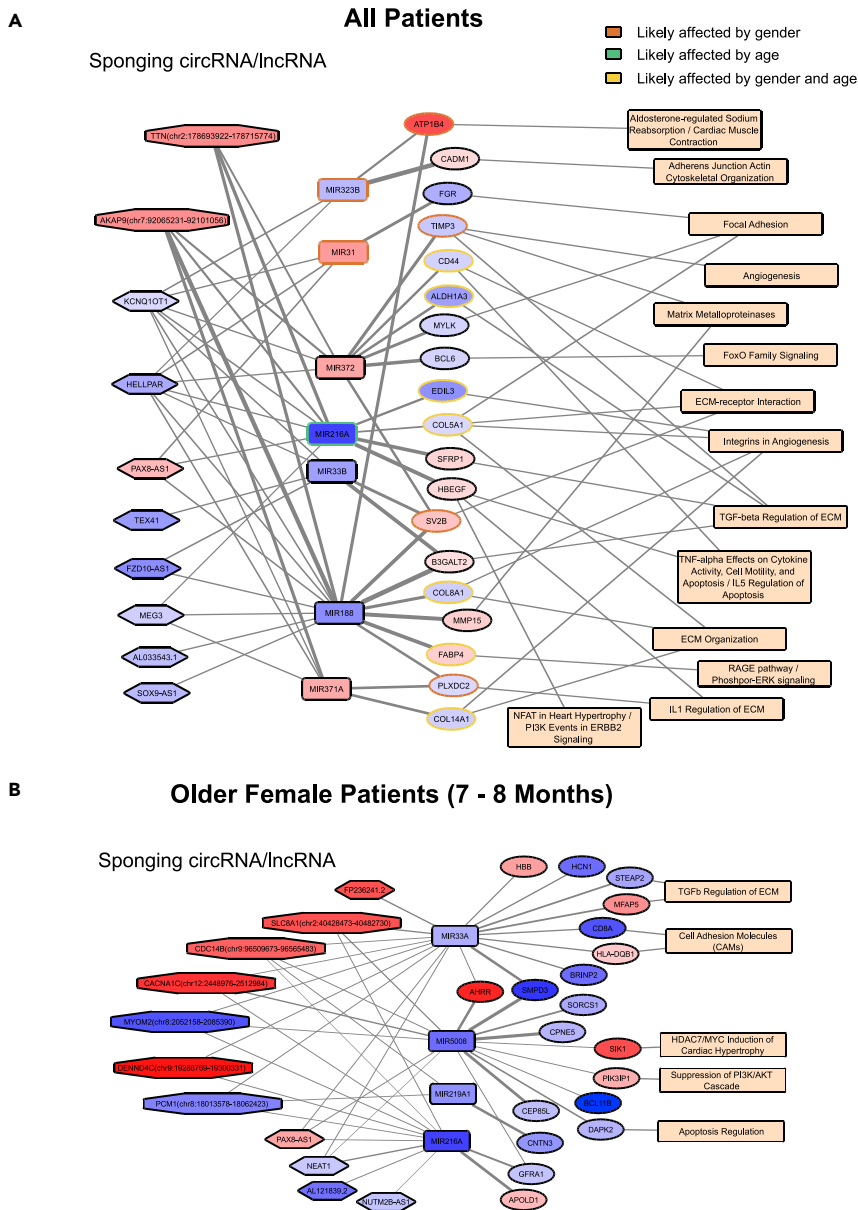 A
All Patients
Likely affected by gender
Likely affected by age
Likely affected by gender and age
Sponging circRNA/lncRNA
TTN(chr2:178693922-178715774)
AKAP9(chr7:92065231-92101056)
KCNQ1OT1
HELLPAR
PAX8-AS1
TEX41
FZD10-AS1
MEG3
AL033543.1
SOX9-AS1
MIR323B
MIR31
MIR372
MIR216A
MIR33B
MIR188
MIR371A
ATP1B4
CADM1
FGR
TIMP3
CD44
ALDH1A3
MYLK
BCL6
EDIL3
COL5A1
SFRP1
HBEGF
SV2B
B3GALT2
COL8A1
MMP15
FABP4
PLXDC2
COL14A1
Aldosterone-regulated Sodium
Reabsorption / Cardiac Muscle
Contraction
Adherens Junction Actin
Cytoskeletal Organization
Focal Adhesion
Angiogenesis
Matrix Metalloproteinases
FoxO Family Signaling
ECM-receptor Interaction
Integrins in Angiogenesis
TGF-beta Regulation of ECM
TNF-alpha Effects on Cytokine
Activity, Cell Motility, and
Apoptosis / IL5 Regulation of
Apoptosis
ECM Organization
RAGE pathway /
Phoshpor-ERK signaling
IL1 Regulation of ECM
NFAT in Heart Hypertrophy /
PI3K Events in ERBB2
Signaling
B
Older Female Patients (7 - 8 Months)
Sponging circRNA/lncRNA
FP236241.2
SLC8A1(chr2:40428473-40482730)
CDC14B(chr9:96509673-96565483)
CACNA1C(chr12:2448976-2512984)
MYOM2(chr8:2052158-2085390)
DENND4C(chr9:19286769-19300331)
PCM1(chr8:18013578-18062423)
PAX8-AS1
NEAT1
AL121839.2
NUTM2B-AS1
MIR33A
MIR5008
MIR219A1
MIR216A
HBB
HCN1
STEAP2
MFAP5
CD8A
HLA-DQB1
BRINP2
AHRR
SMPD3
SORCS1
CPNE5
SIK1
PIK3IP1
BCL11B
CEP85L
DAPK2
CNTN3
GFRA1
APOLD1
TGFb Regulation of ECM
Cell Adhesion Molecules
(CAMs)
HDAC7/MYC Induction of
Cardiac Hypertrophy
Suppression of PI3K/AKT
Cascade
Apoptosis Regulation